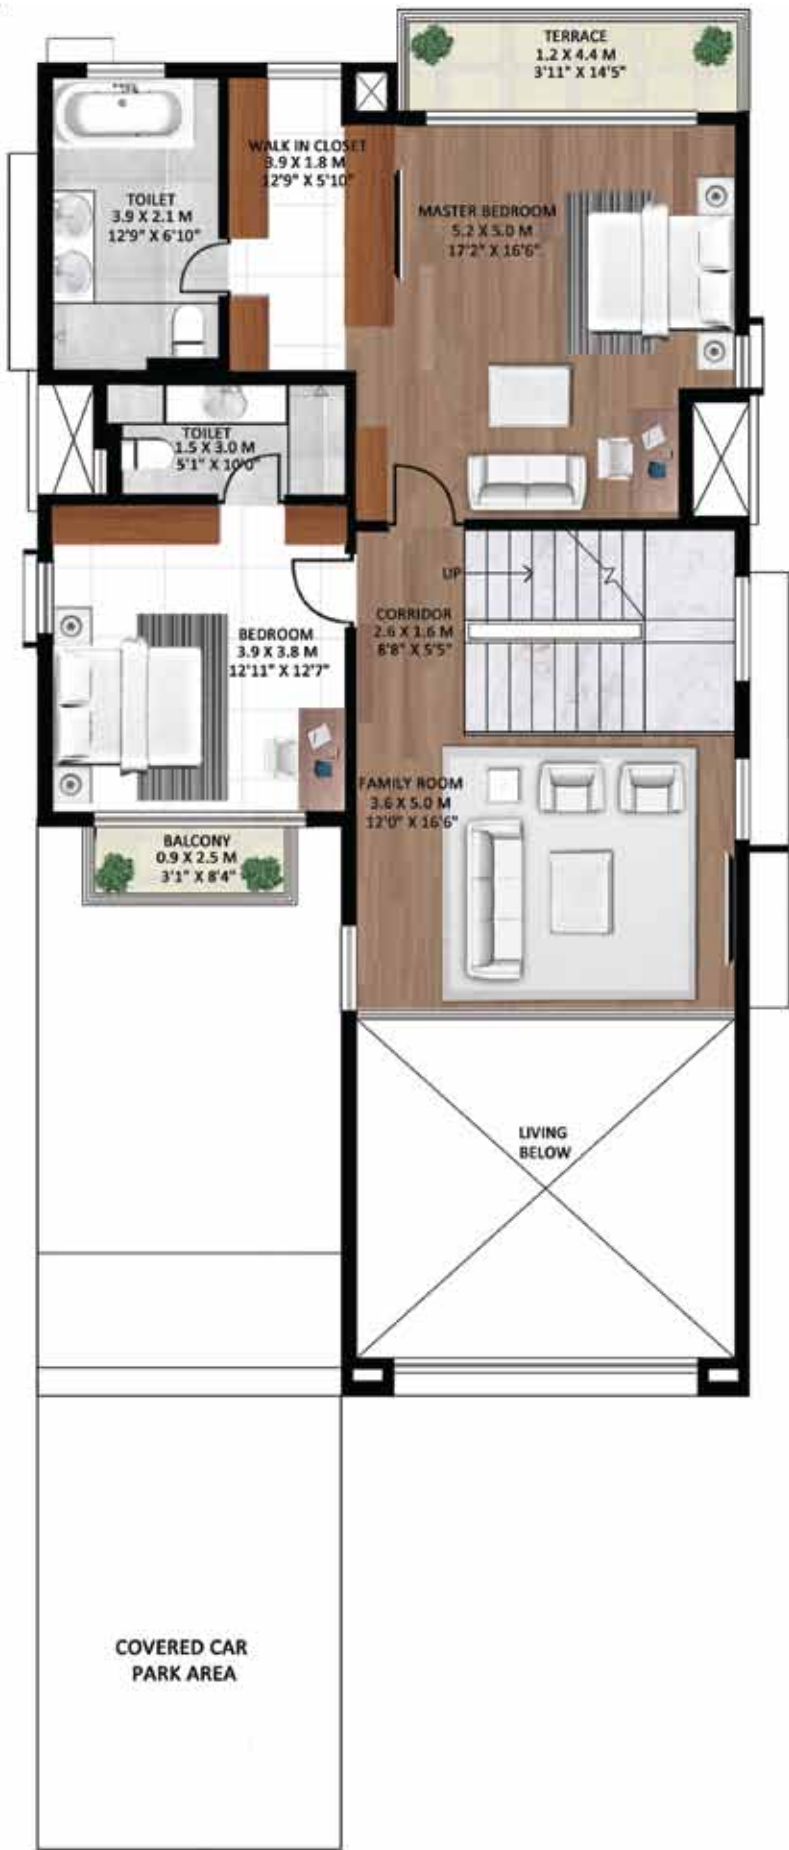 TERRACE
1.2 X 4.4 M
3'11" X 14'5"
WALK IN CLOSET
3.9 X 1.8 M
12'9" X 5'10"
TOILET
3.9 X 2.1 M
12'9" X 6'10"
MASTER BEDROOM
5.2 X 5.0 M
17'2" X 16'6"
TOILET
1.5 X 3.0 M
5'1" X 10'0"
UP
CORRIDOR
2.6 X 1.6 M
8'8" X 5'5"
BEDROOM
3.9 X 3.8 M
12'11" X 12'7"
FAMILY ROOM
3.6 X 5.0 M
12'0" X 16'6"
BALCONY
0.9 X 2.5 M
3'1" X 8'4"
LIVING
BELOW
COVERED CAR
PARK AREA